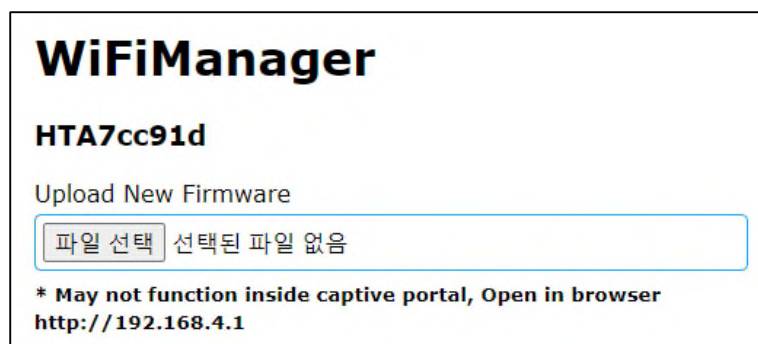 WiFiManager
HTA7cc91d
Upload New Firmware
파일 선택 선택된 파일 없음
* May not function inside captive portal, Open in browser
http://192.168.4.1